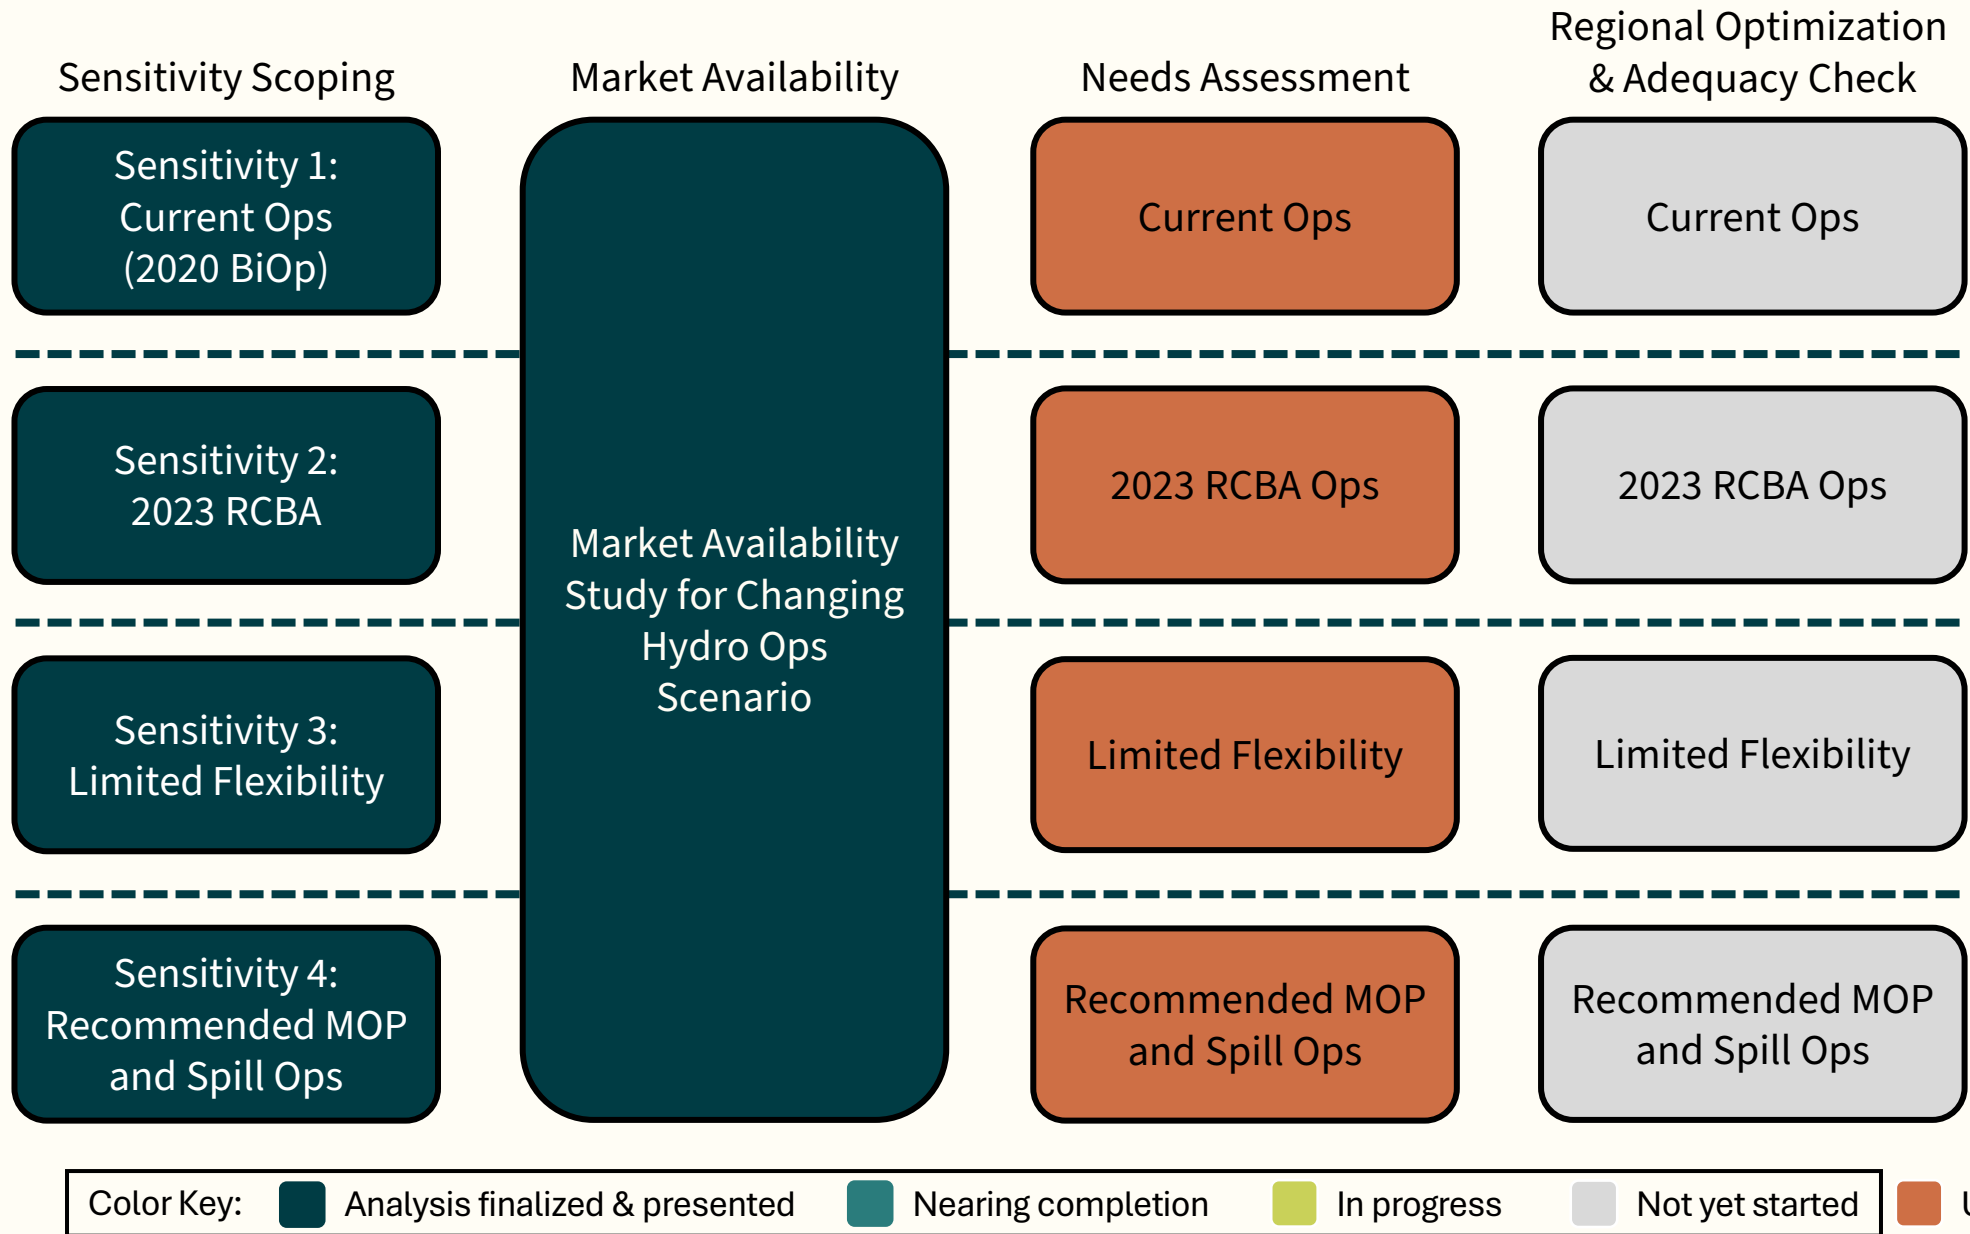 Sensitivity Scoping
Market Availability
Needs Assessment
Regional Optimization
& Adequacy Check
Sensitivity 1:
Current Ops
(2020 BiOp)
Current Ops
Current Ops
Sensitivity 2:
2023 RCBA
2023 RCBA Ops
2023 RCBA Ops
Market Availability
Study for Changing
Hydro Ops
Scenario
Sensitivity 3:
Limited Flexibility
Limited Flexibility
Limited Flexibility
Sensitivity 4:
Recommended MOP
and Spill Ops
Recommended MOP
and Spill Ops
Recommended MOP
and Spill Ops
Color Key:
Analysis finalized & presented
Nearing completion
In progress
Not yet started